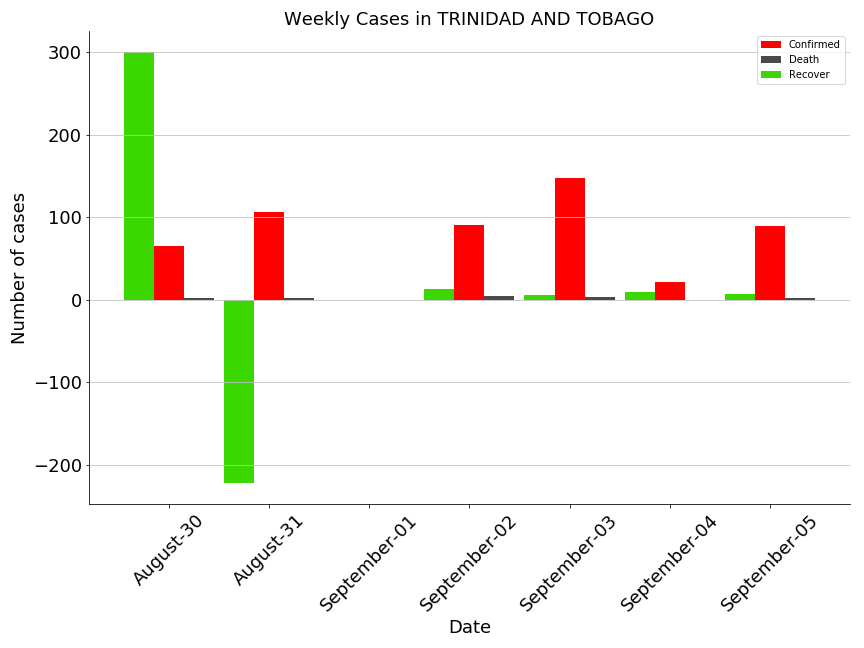 Weekly Cases in TRINIDAD AND TOBAGO
Confirmed
Death
Recover
Number of cases
300
200
100
0
−100
−200
August-30
August-31
September-01
September-02
September-03
September-04
September-05
Date